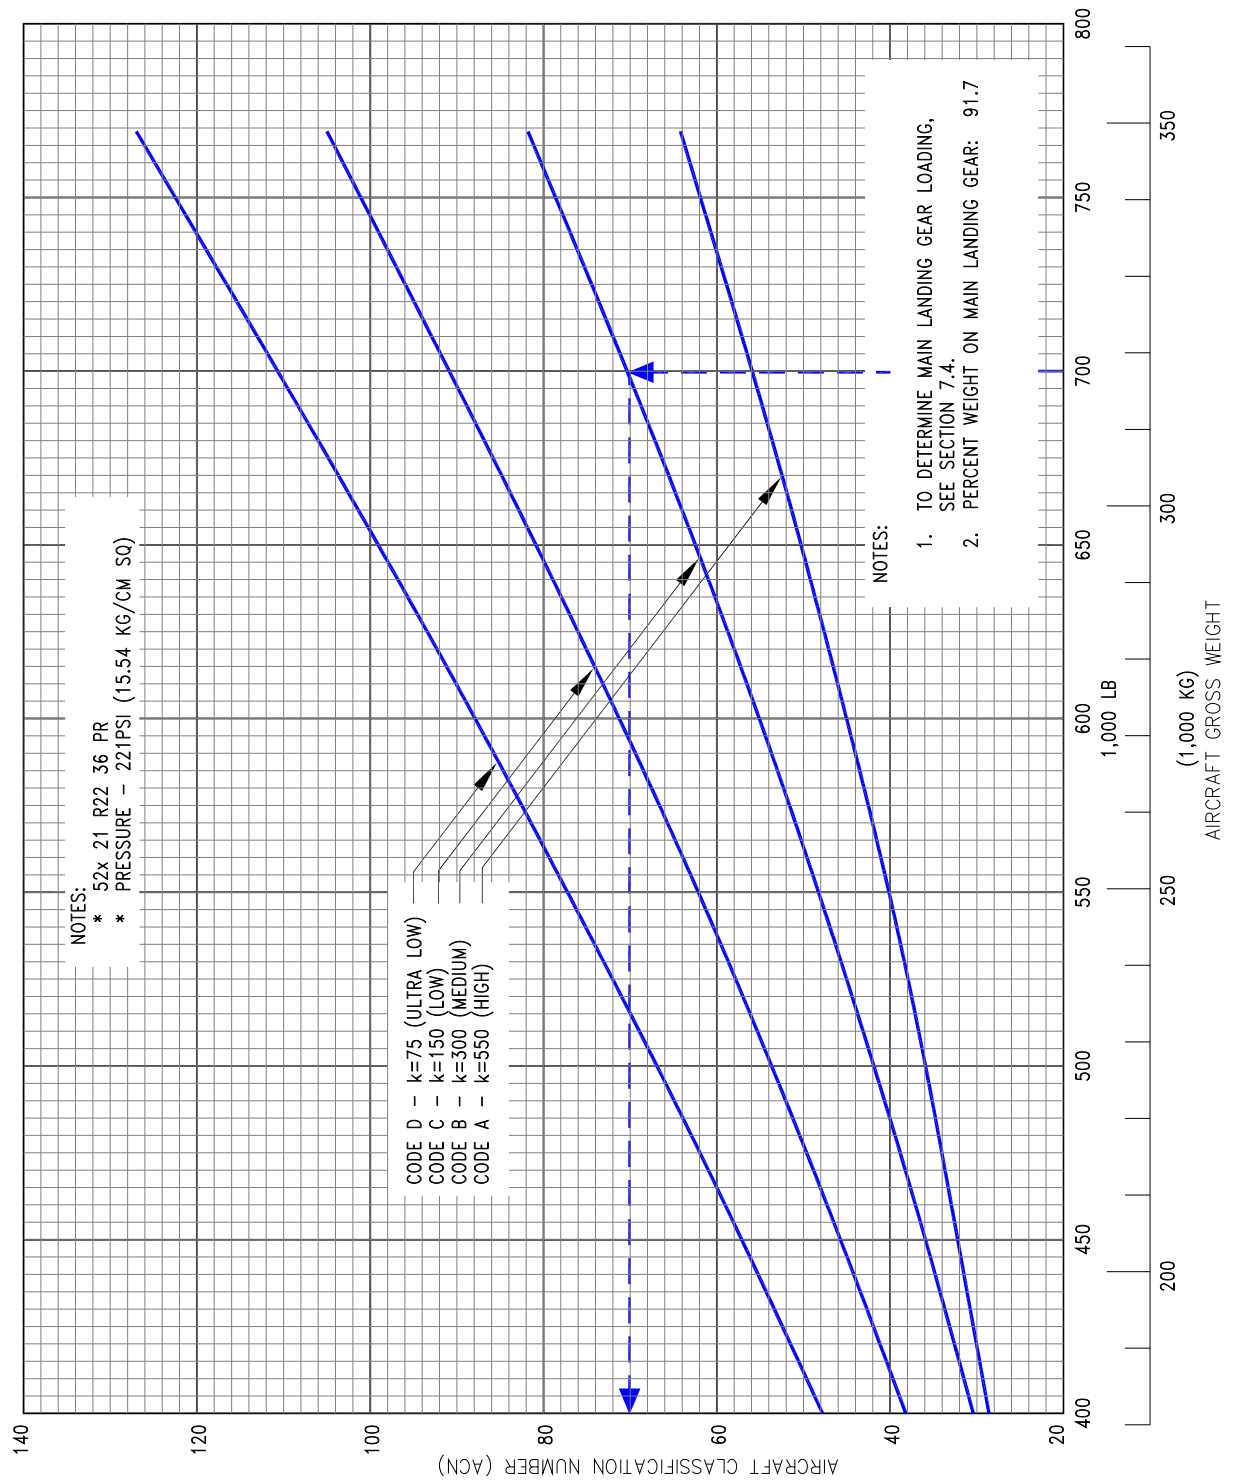 NOTES:
* 52x 21 R22 36 PR
* PRESSURE - 221PSI (15.54 KG/CM SQ)
CODE D - k=75 (ULTRA LOW)
CODE C - k=150 (LOW)
CODE B - k=300 (MEDIUM)
CODE A - k=550 (HIGH)
NOTES:
1. TO DETERMINE MAIN LANDING GEAR LOADING,
SEE SECTION 7.4.
2. PERCENT WEIGHT ON MAIN LANDING GEAR: 91.7
AIRCRAFT CLASSIFICATION NUMBER (ACN)
140
120
100
80
60
40
20
400 450 500 550 600 650 700 750 800
1,000 LB
200 250 300 350
(1,000 KG)
AIRCRAFT GROSS WEIGHT